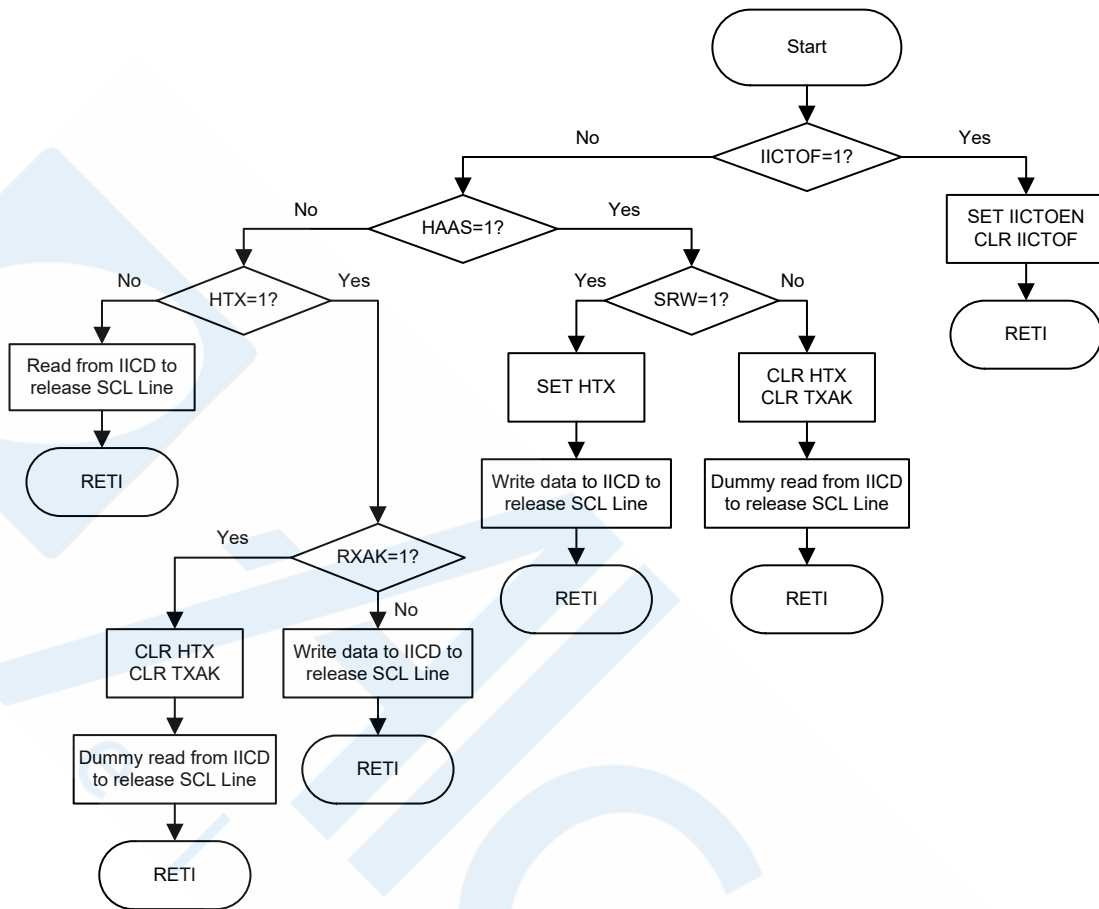 Start
No
IICTOF=1?
Yes
No
HAAS=1?
Yes
SET IICTOEN
CLR IICTOF
No
HTX=1?
Yes
Yes
SRW=1?
No
RETI
Read from IICD to
release SCL Line
SET HTX
CLR HTX
CLR TXAK
RETI
Write data to IICD to
release SCL Line
Dummy read from IICD
to release SCL Line
Yes
RXAK=1?
RETI
RETI
No
CLR HTX
CLR TXAK
Write data to IICD to
release SCL Line
Dummy read from IICD
to release SCL Line
RETI
RETI